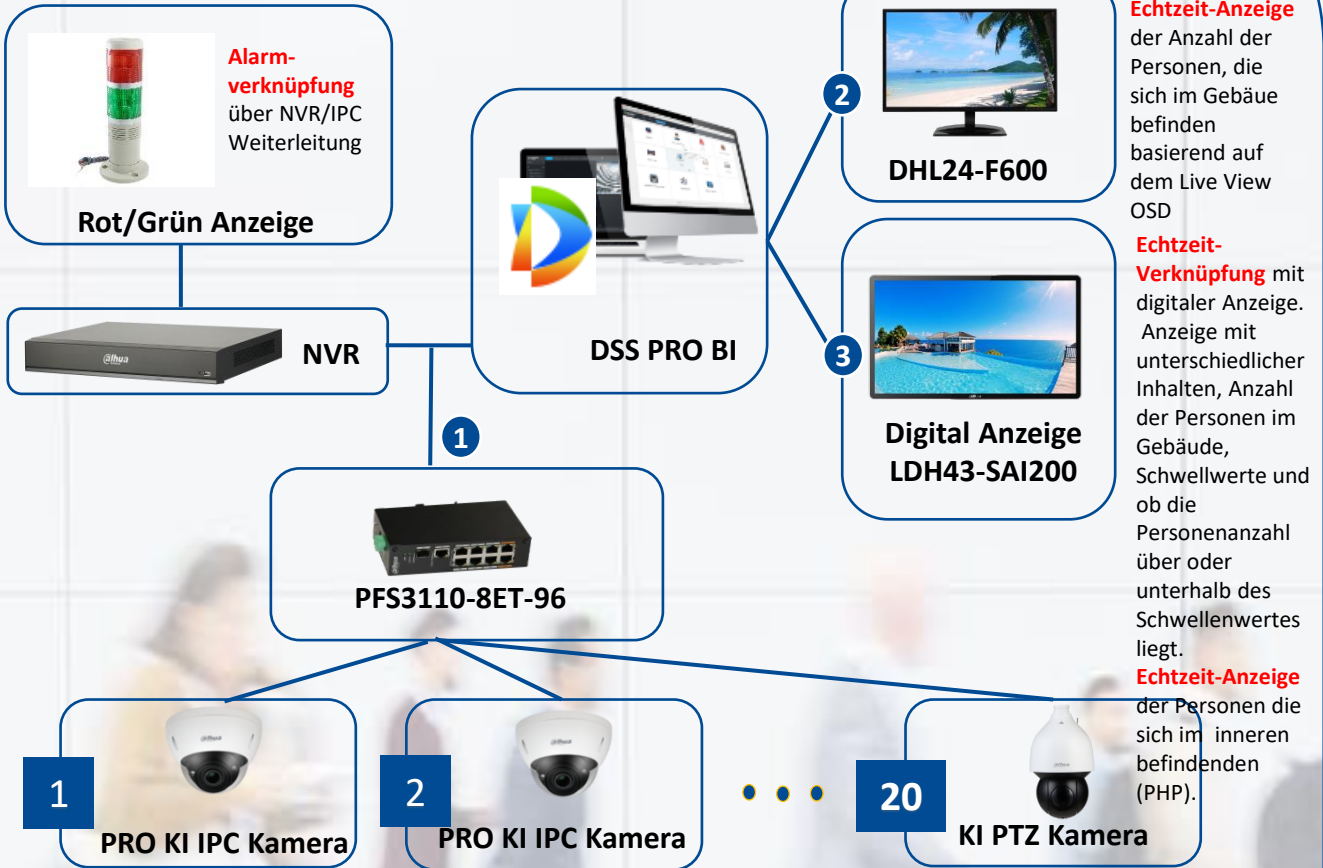 Alarm-
verknüpfung
über NVR/IPC
Weiterleitung
Rot/Grün Anzeige
alhua
NVR
DSS PRO BI
2
DHL24-F600
3
Digital Anzeige
LDH43-SAI200
Echtzeit-Anzeige
der Anzahl der
Personen, die
sich im Gebäue
befinden
basierend auf
dem Live View
OSD
Echtzeit-
Verknüpfung mit
digitaler Anzeige.
Anzeige mit
unterschiedlicher
Inhalten, Anzahl
der Personen im
Gebäude,
Schwellwerte und
ob die
Personenanzahl
über oder
unterhalb des
Schwellenwertes
liegt.
Echtzeit-Anzeige
der Personen die
sich im inneren
befindenden
(PHP).
1
PFS3110-8ET-96
1
PRO KI IPC Kamera
2
PRO KI IPC Kamera
20
KI PTZ Kamera